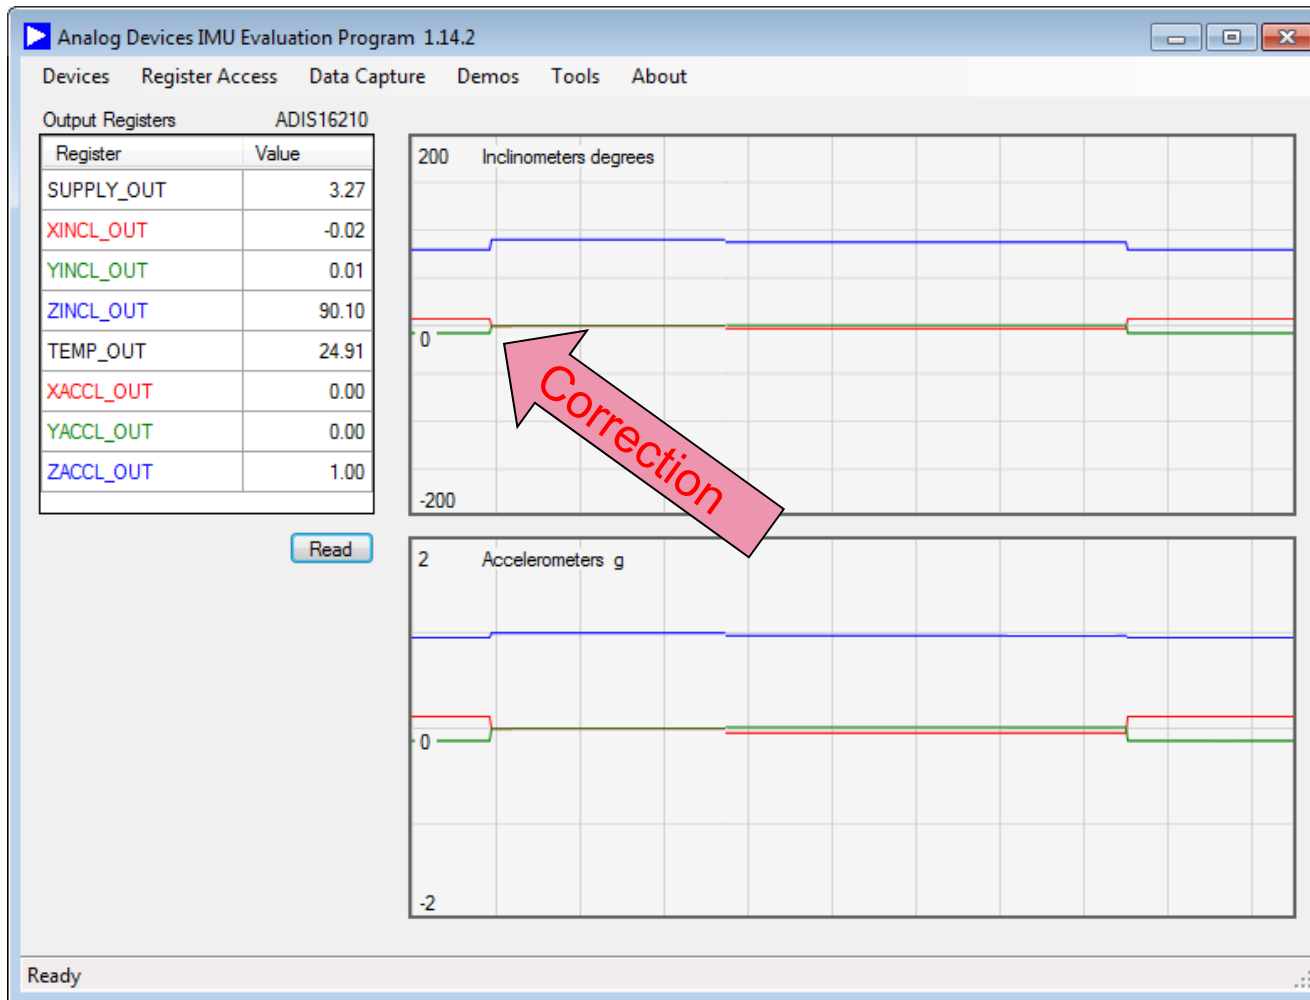 Analog Devices IMU Evaluation Program 1.14.2
Devices Register Access Data Capture Demos Tools About
Output Registers ADIS16210
Register Value
SUPPLY_OUT 3.27
XINCL_OUT -0.02
YINCL_OUT 0.01
ZINCL_OUT 90.10
TEMP_OUT 24.91
XACCL_OUT 0.00
YACCL_OUT 0.00
ZACCL_OUT 1.00
Read
200 Inclinometers degrees
0
Correction
-200
2 Accelerometers g
0
-2
Ready